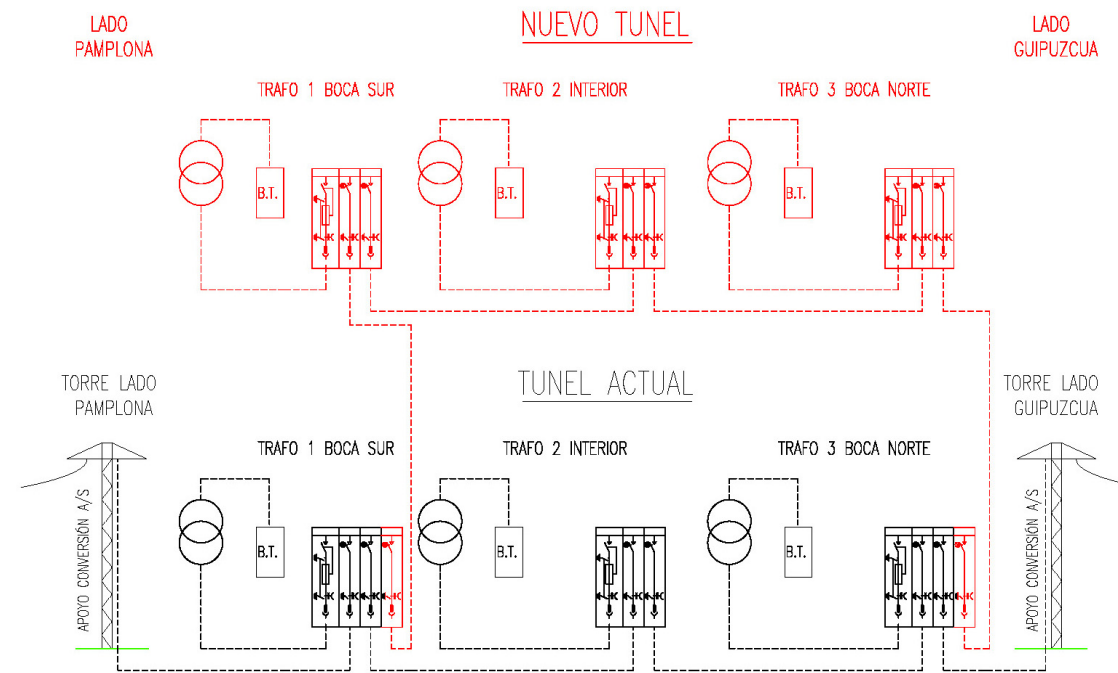 LADO
PAMPLONA
NUEVO TUNEL
LADO
GUIPUZCUA
TRAFO 1 BOCA SUR
TRAFO 2 INTERIOR
TRAFO 3 BOCA NORTE
B.T.
B.T.
B.T.
TORRE LADO
PAMPLONA
TUNEL ACTUAL
TORRE LADO
GUIPUZCUA
TRAFO 1 BOCA SUR
TRAFO 2 INTERIOR
TRAFO 3 BOCA NORTE
APOYO CONVERSIÓN A/S
B.T.
B.T.
B.T.
APOYO CONVERSIÓN A/S